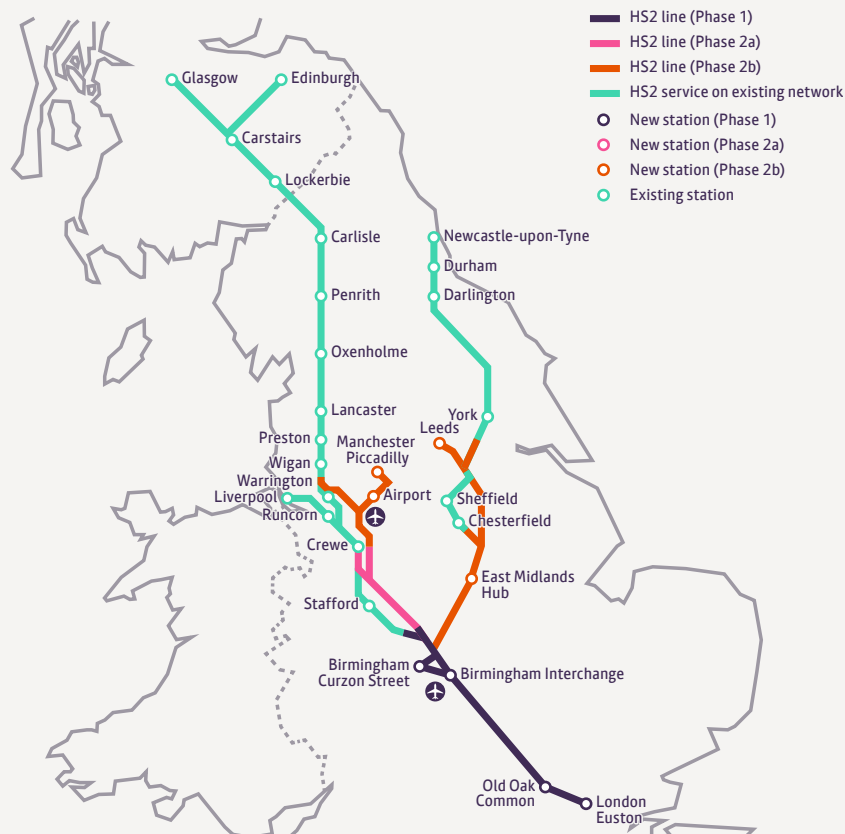 HS2 line (Phase 1)
HS2 line (Phase 2a)
HS2 line (Phase 2b)
HS2 service on existing network
New station (Phase 1)
New station (Phase 2a)
New station (Phase 2b)
Existing station
Glasgow
Edinburgh
Carstairs
Lockerbie
Carlisle
Newcastle-upon-Tyne
Durham
Penrith
Darlington
Oxenholme
Lancaster
York
Leeds
Preston
Manchester
Piccadilly
Wigan
Warrington
Liverpool
Airport
Sheffield
Runcorn
Chesterfield
Crewe
East Midlands
Hub
Stafford
Birmingham
Curzon Street
Birmingham Interchange
Old Oak
Common
London
Euston